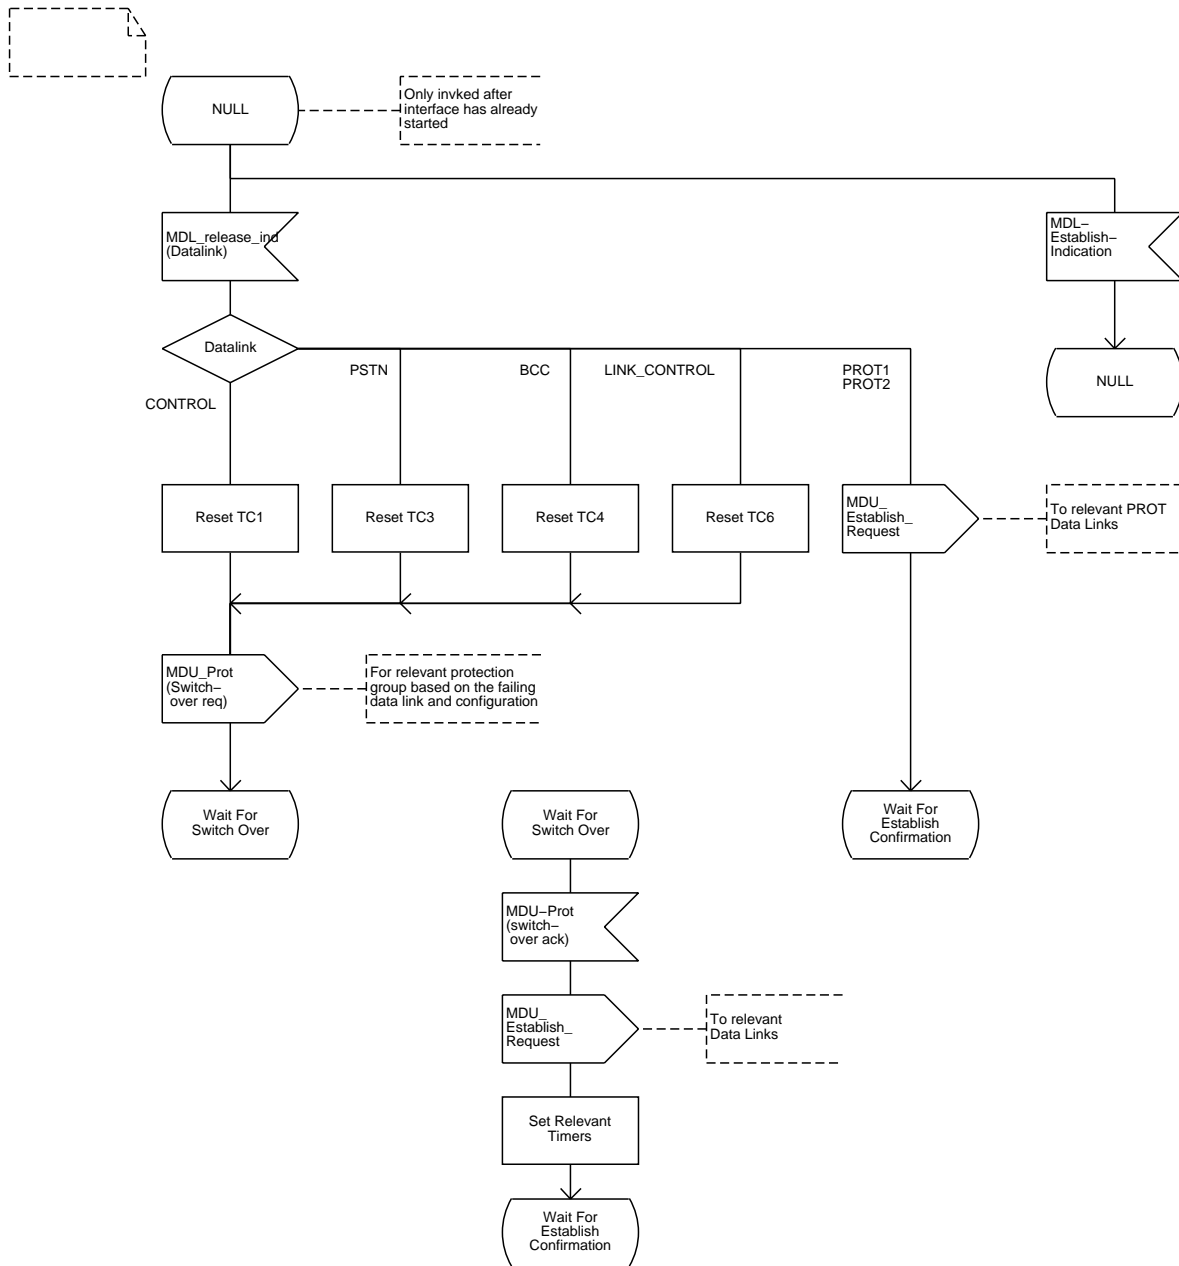 NULL
Only invked after
interface has already
started
MDL_release_ind
(Datalink)
MDL–
Establish–
Indication
Datalink
PSTN
BCC
LINK_CONTROL
PROT1
PROT2
NULL
CONTROL
Reset TC1
Reset TC3
Reset TC4
Reset TC6
MDU_
Establish_
Request
To relevant PROT
Data Links
MDU_Prot
(Switch–
over req)
For relevant protection
group based on the failing
data link and configuration
Wait For
Switch Over
Wait For
Switch Over
Wait For
Establish
Confirmation
MDU–Prot
(switch–
over ack)
MDU_
Establish_
Request
To relevant
Data Links
Set Relevant
Timers
Wait For
Establish
Confirmation